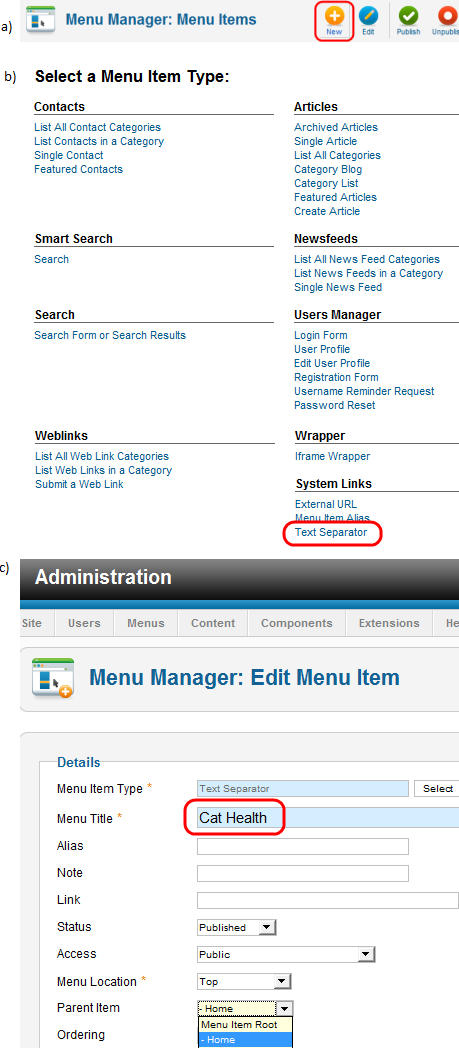 a)
Menu Manager: Menu Items
New Edit Publish Unpublis
b) Select a Menu Item Type:
Contacts
List All Contact Categories
List Contacts in a Category
Single Contact
Featured Contacts
Articles
Archived Articles
Single Article
List All Categories
Category Blog
Category List
Featured Articles
Create Article
Smart Search
Search
Newsfeeds
List All News Feed Categories
List News Feeds in a Category
Single News Feed
Search
Search Form or Search Results
Users Manager
Login Form
User Profile
Edit User Profile
Registration Form
Username Reminder Request
Password Reset
Weblinks
List All Web Link Categories
List Web Links in a Category
Submit a Web Link
Wrapper
Iframe Wrapper
System Links
External URL
Menu Item Alias
Text Separator
c)
Administration
Site Users Menus Content Components Extensions He
Menu Manager: Edit Menu Item
Details
Menu Item Type * Text Separator Select
Menu Title * Cat Health
Alias
Note
Link
Status Published
Access Public
Menu Location * Top
Parent Item - Home
Menu Item Root
Ordering - Home